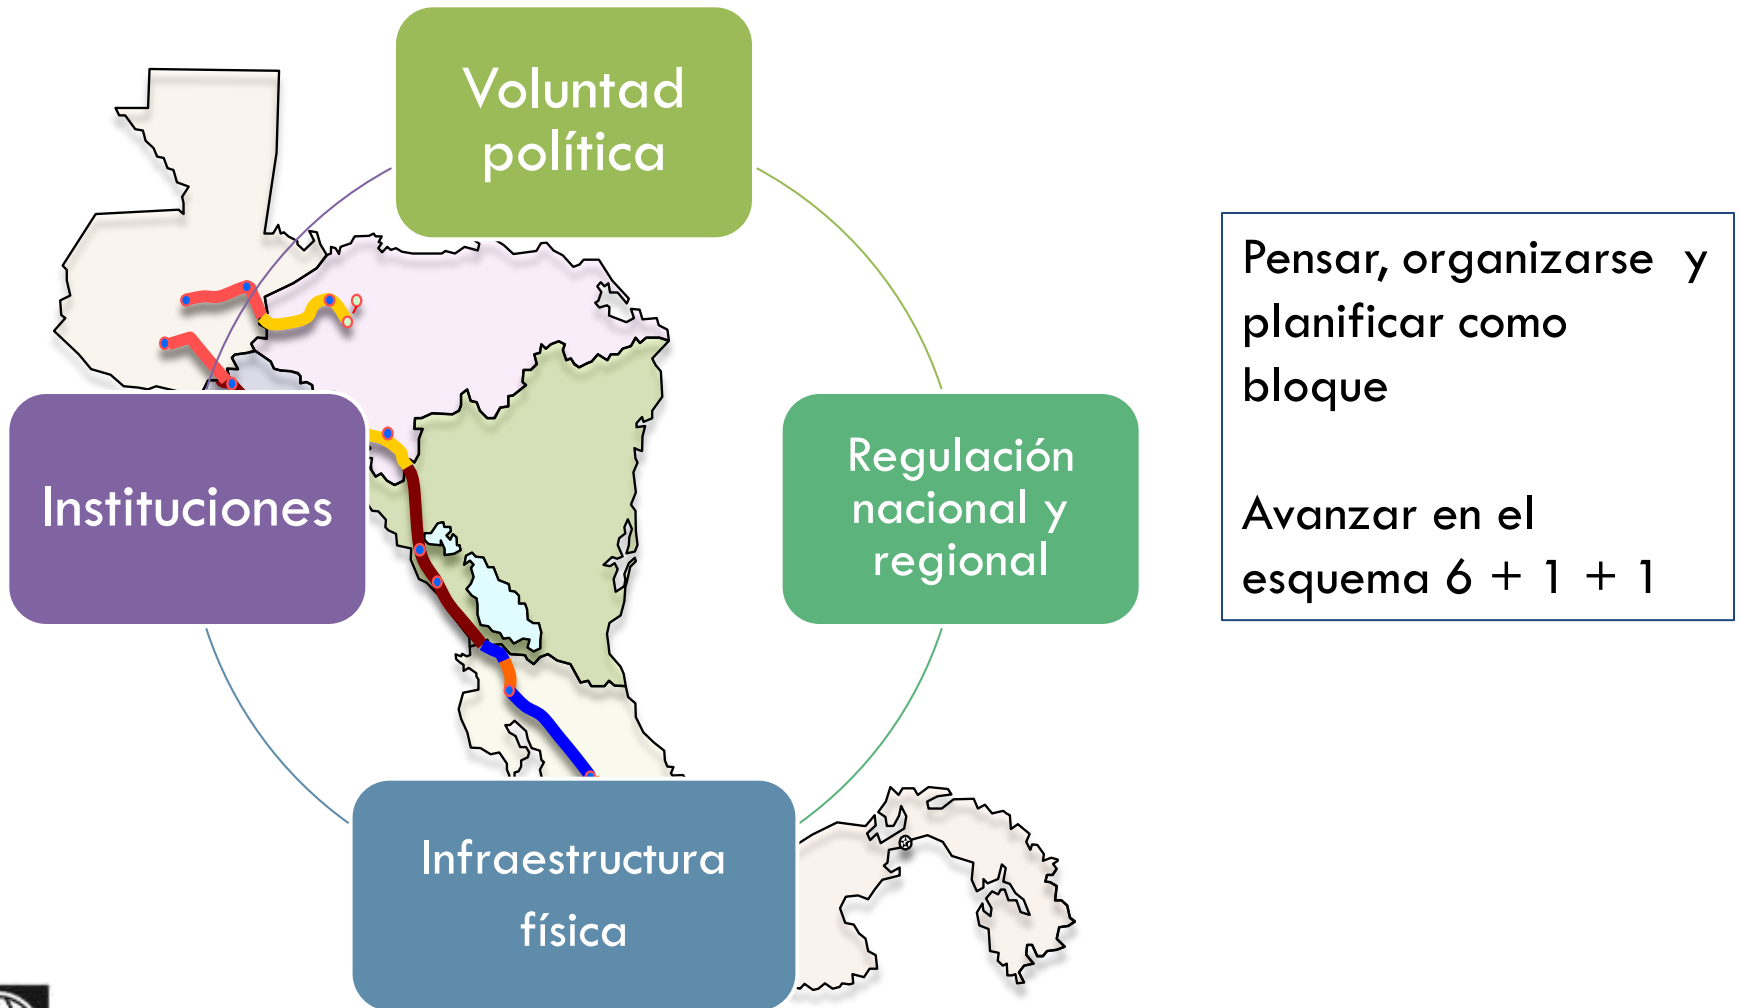 Voluntad
política
Regulación
nacional y
regional
Instituciones
Infraestructura
física
Pensar, organizarse y
planificar como
bloque
Avanzar en el
esquema 6 + 1 + 1